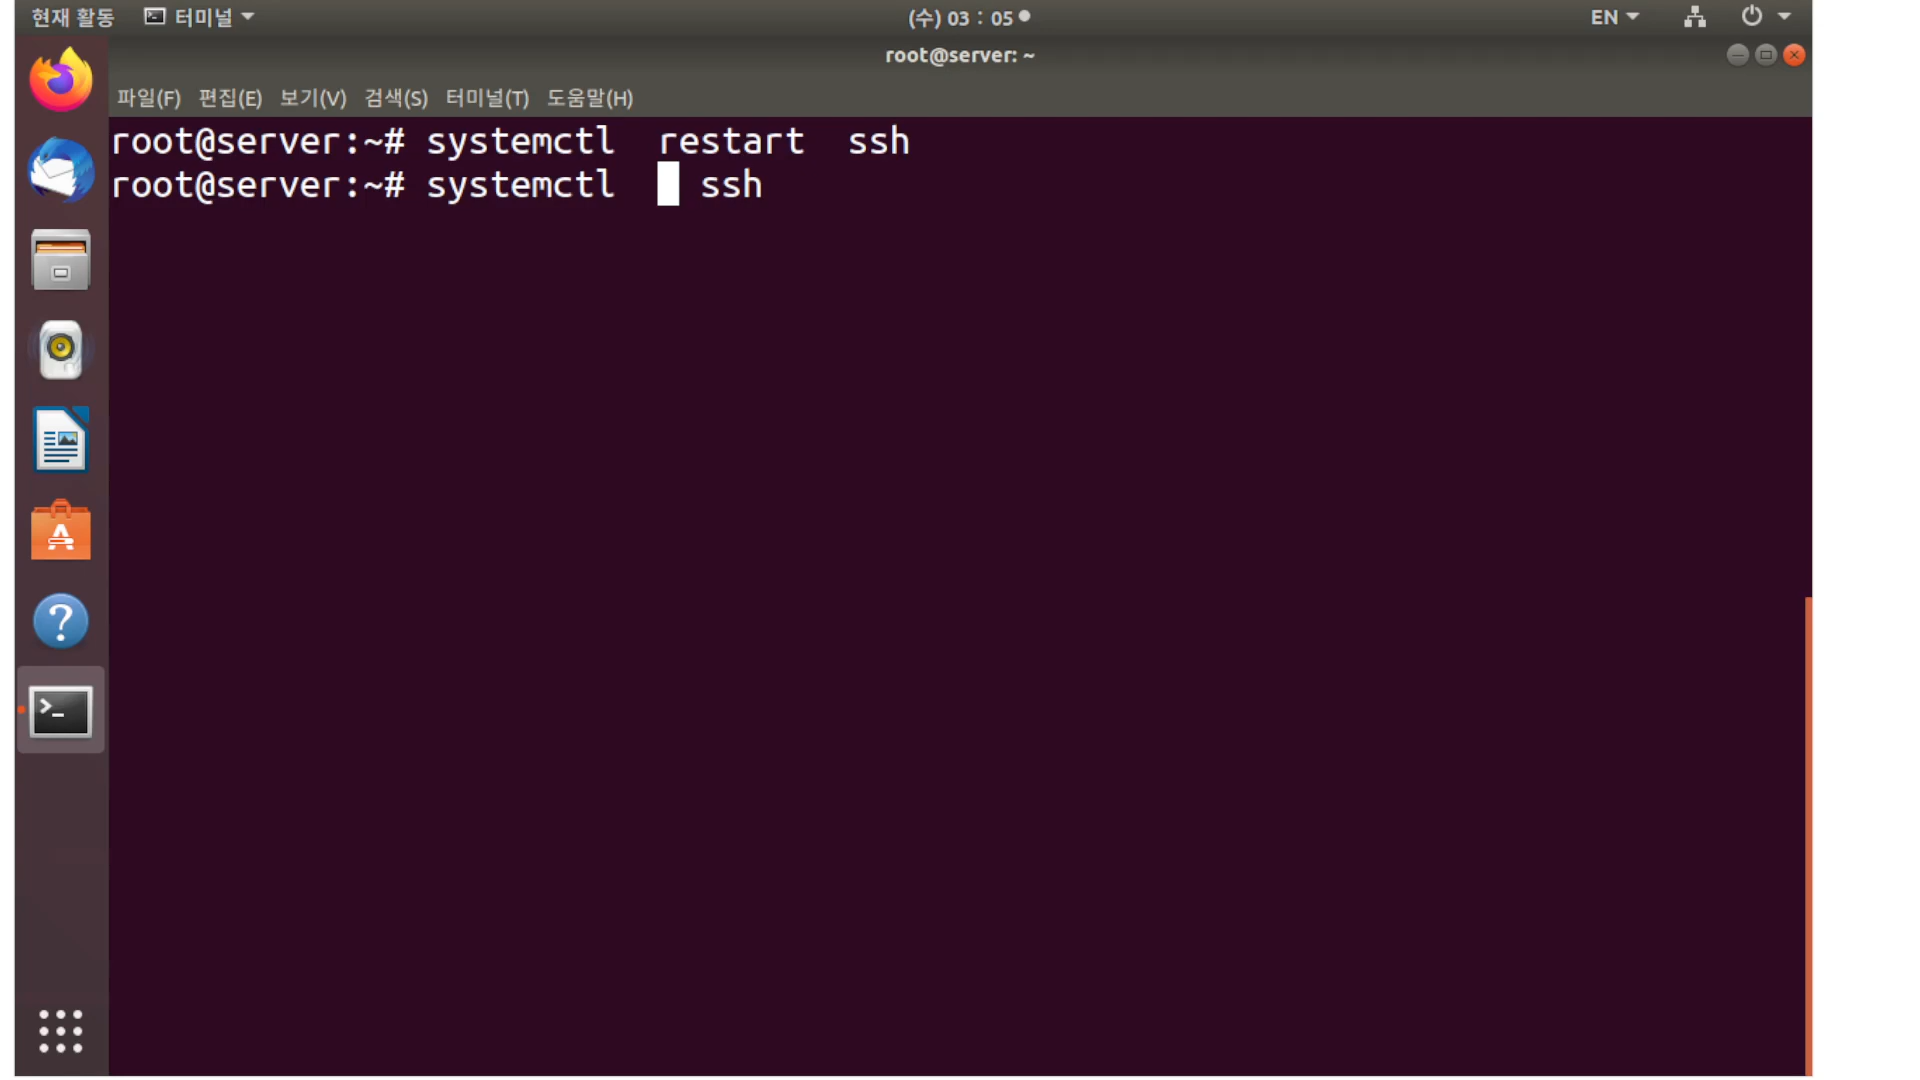 현재 활동 터미널 (수) 03 : 05 EN
root@server: ~
파일(F) 편집(E) 보기(V) 검색(S) 터미널(T) 도움말(H)
root@server:~# systemctl  restart  ssh
root@server:~# systemctl   ssh